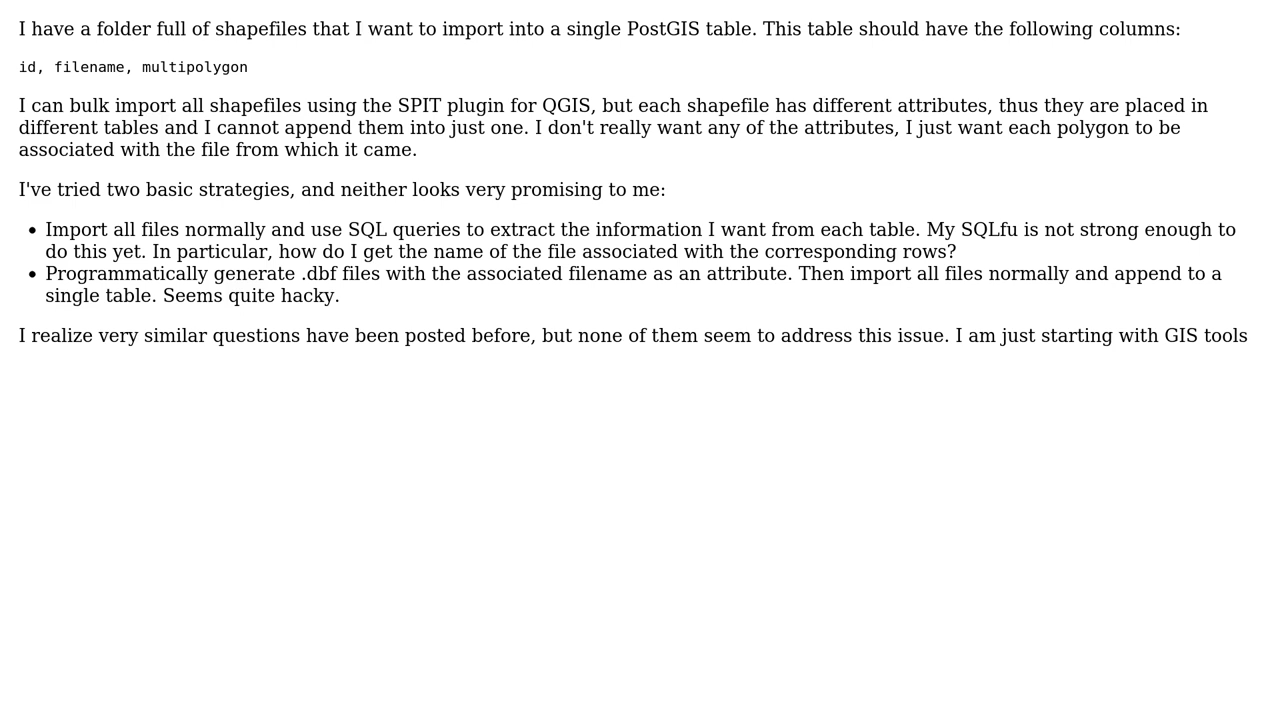 I have a folder full of shapefiles that I want to import into a single PostGIS table. This table should have the following columns:
id, filename, multipolygon
I can bulk import all shapefiles using the SPIT plugin for QGIS, but each shapefile has different attributes, thus they are placed in
different tables and I cannot append them into just one. I don't really want any of the attributes, I just want each polygon to be
associated with the file from which it came.
I've tried two basic strategies, and neither looks very promising to me:
• Import all files normally and use SQL queries to extract the information I want from each table. My SQLfu is not strong enough to
do this yet. In particular, how do I get the name of the file associated with the corresponding rows?
• Programmatically generate .dbf files with the associated filename as an attribute. Then import all files normally and append to a
single table. Seems quite hacky.
I realize very similar questions have been posted before, but none of them seem to address this issue. I am just starting with GIS tools